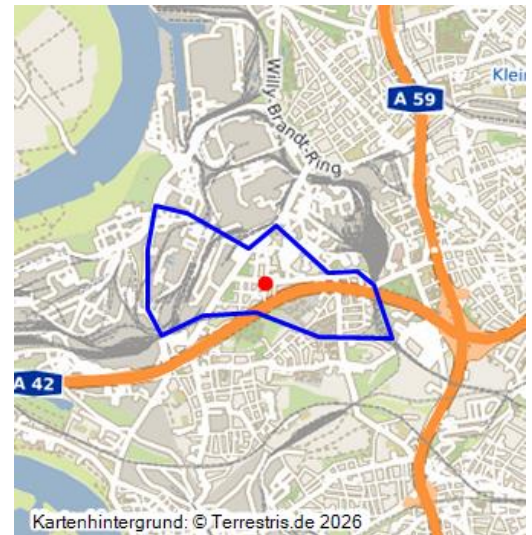 Willy-Brandt-Ring
Klein
A 59
A 42
Kartenhintergrund: © Terrestris.de 2026